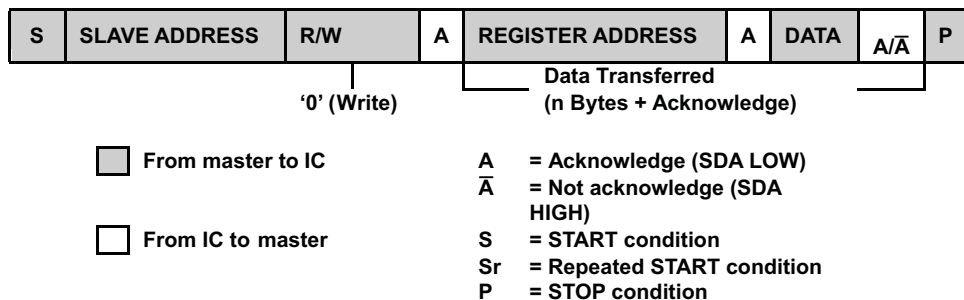 S SLAVE ADDRESS R/W A REGISTER ADDRESS A DATA A/A̅ P
‘0’ (Write)
Data Transferred
(n Bytes + Acknowledge)
From master to IC
From IC to master
A = Acknowledge (SDA LOW)
A̅ = Not acknowledge (SDA
HIGH)
S = START condition
Sr = Repeated START condition
P = STOP condition